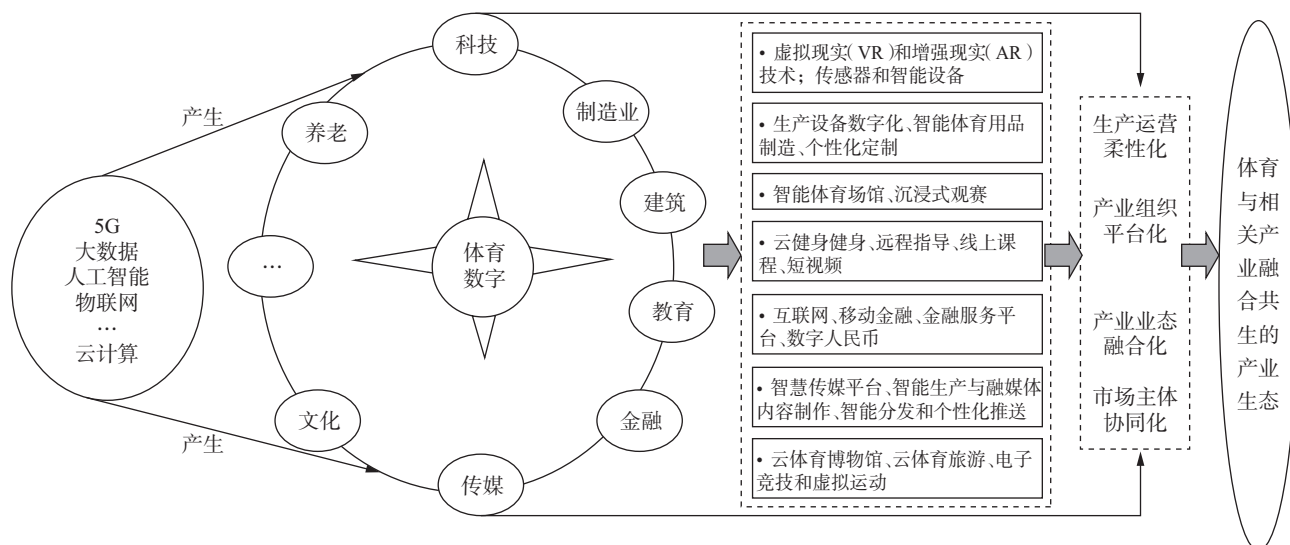 产生
5G
大数据
人工智能
物联网
…
云计算
产生
科技
制造业
建筑
教育
金融
传媒
文化
…
养老
体育
数字
• 虚拟现实(VR)和增强现实(AR)
技术；传感器和智能设备
• 生产设备数字化、智能体育用品
制造、个性化定制
• 智能体育场馆、沉浸式观赛
• 云健身健身、远程指导、线上课
程、短视频
• 互联网、移动金融、金融服务平
台、数字人民币
• 智慧传媒平台、智能生产与融媒体
内容制作、智能分发和个性化推送
• 云体育博物馆、云体育旅游、电子
竞技和虚拟运动
生产运营
柔性化
产业组织
平台化
产业业态
融合化
市场主体
协同化
体育
与相
关产
业融
合共
生的
产业
生态